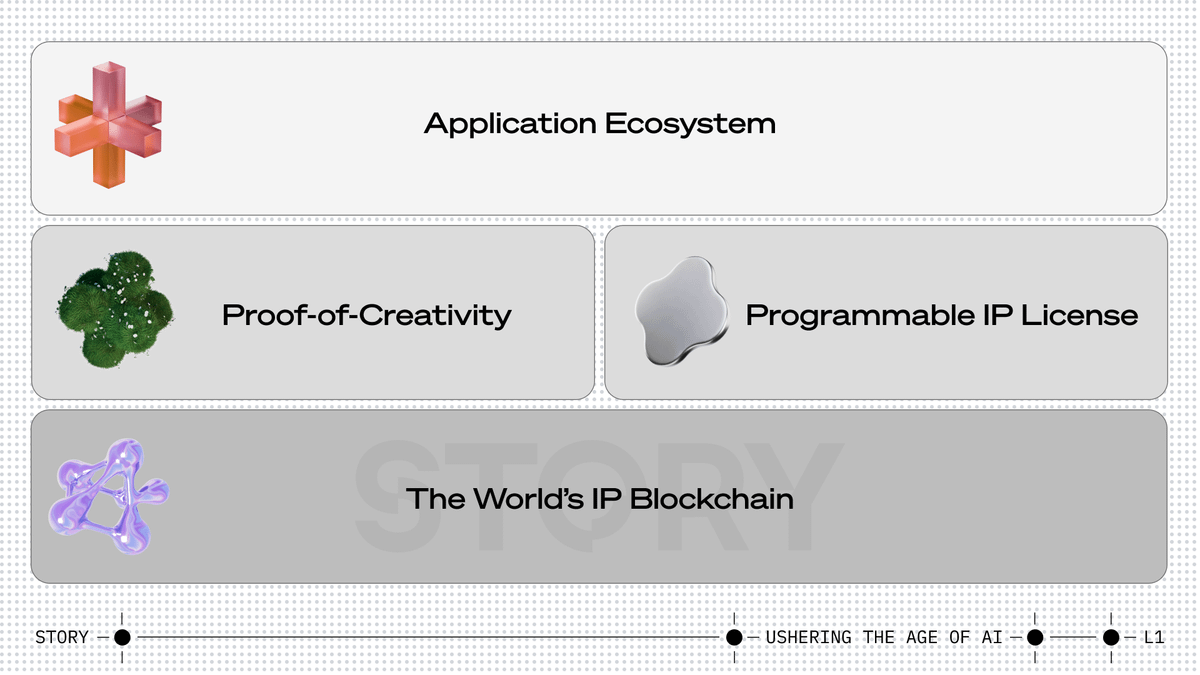 Application Ecosystem
Proof-of-Creativity
Programmable IP License
STORY
The World’s IP Blockchain
STORY
USHERING THE AGE OF AI
L1